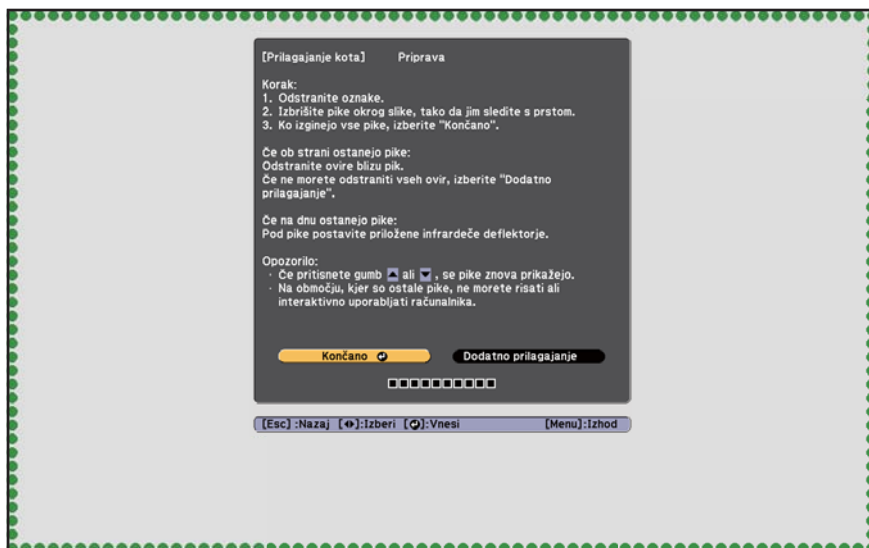 [Prilagajanje kota] Priprava
Korak:
1. Odstranite oznake.
2. Izbrišite pike okrog slike, tako da jim sledite s prstom.
3. Ko izginejo vse pike, izberite "Končano".
Če ob strani ostanejo pike:
Odstranite ovire blizu pik.
Če ne morete odstraniti vseh ovir, izberite "Dodatno
prilagajanje".
Če na dnu ostanejo pike:
Pod pike postavite priložene infrardeče deflektorje.
Opozorilo:
· Če pritisnete gumb ▲ ali ▼ , se pike znova prikažejo.
· Na območju, kjer so ostale pike, ne morete risati ali
interaktivno uporabljati računalnika.
Končano Dodatno prilagajanje
[Esc] :Nazaj [◀▶]:Izberi [⏎]:Vnesi [Menu]:Izhod